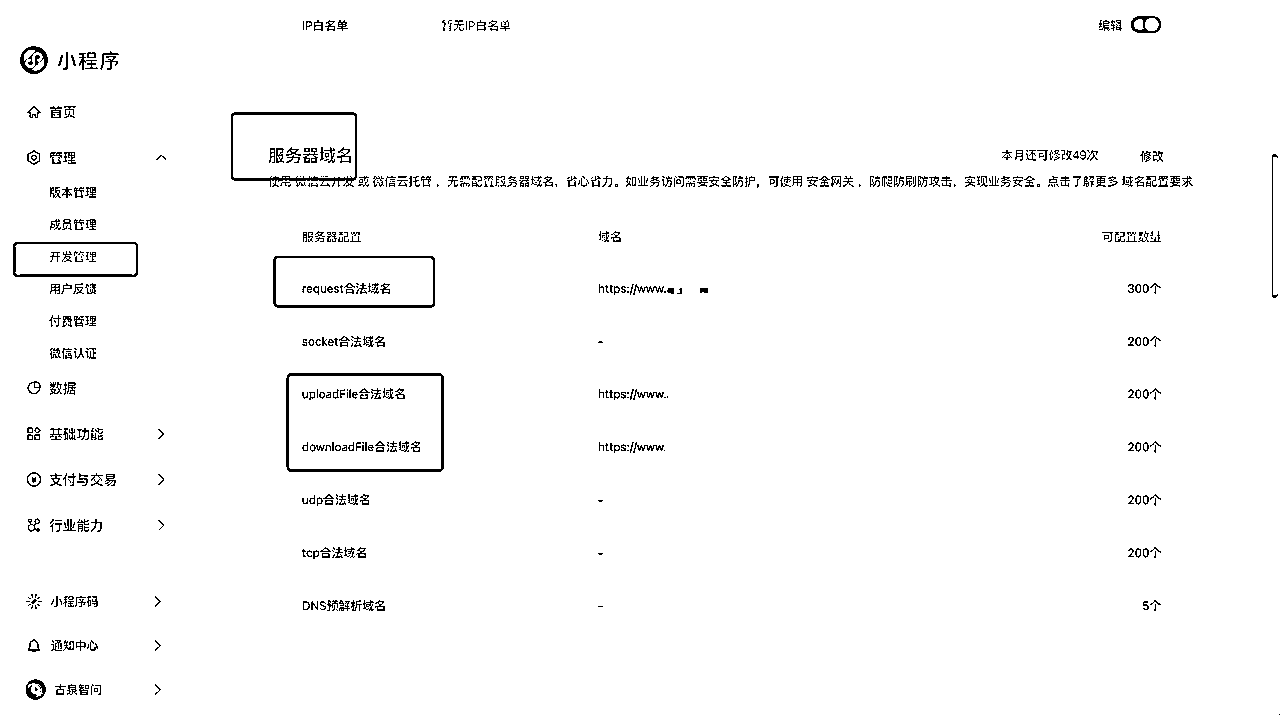 IP白名单 暂无IP白名单 编辑
小程序
首页
管理
版本管理
成员管理
开发管理
用户反馈
付费管理
微信认证
数据
基础功能
支付与交易
行业能力
小程序码
通知中心
古泉智问
服务器域名 本月还可修改49次 修改
使用 微信云开发 或 微信云托管 ，无需配置服务器域名，省心省力。如业务访问需要安全防护，可使用 安全网关 ，防爬防刷防攻击，实现业务安全。点击了解更多 域名配置要求
服务器配置 域名 可配置数量
request合法域名 https://www. 300个
socket合法域名 - 200个
uploadFile合法域名 https://www.. 200个
downloadFile合法域名 https://www. 200个
udp合法域名 - 200个
tcp合法域名 - 200个
DNS预解析域名 - 5个